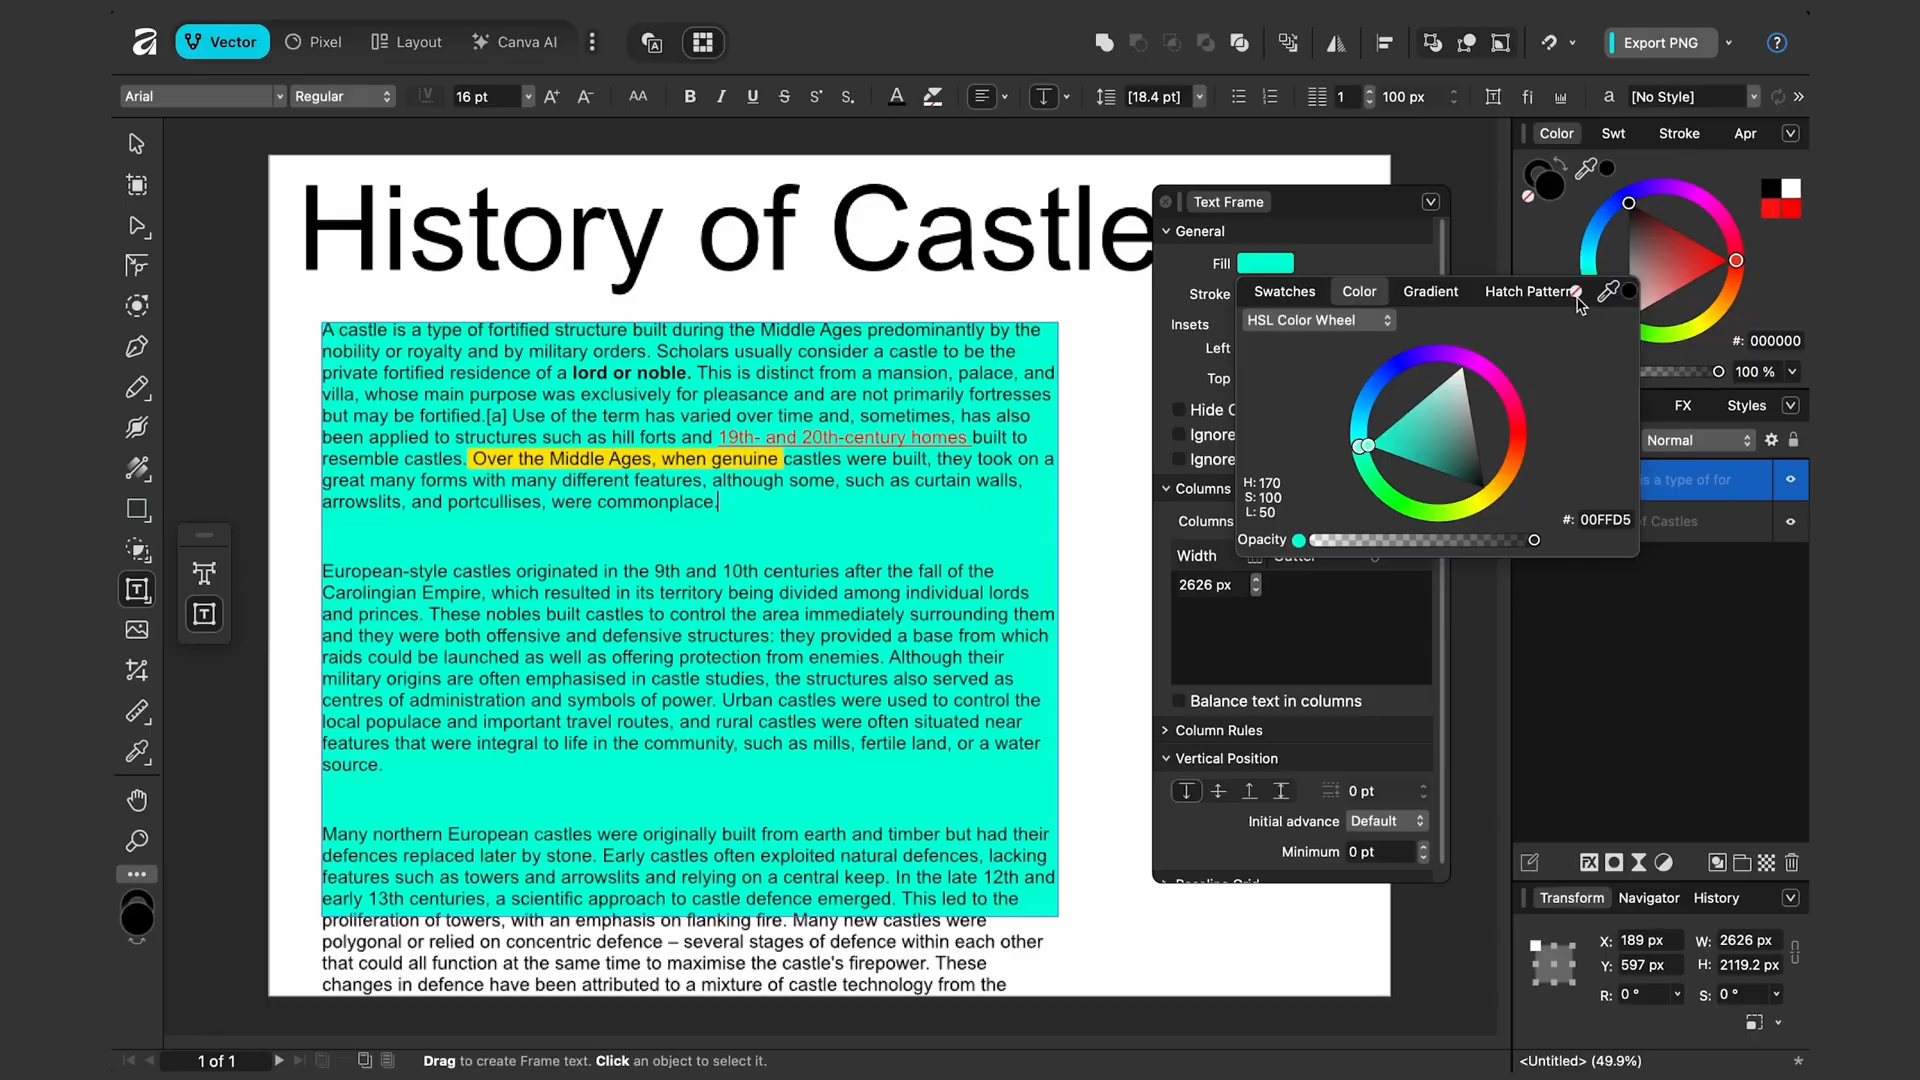 Vector
Pixel
Layout
Canva AI
Export PNG
?
Arial
Regular
16 pt
AA
B
I
U
S
S
S
A
[18.4 pt]
1
100 px
fi
a
[No Style]
Color
Swt
Stroke
Apr
#: 000000
100 %
FX
Styles
Normal
is a type of for
of Castles
History of Castle
A castle is a type of fortified structure built during the Middle Ages predominantly by the
nobility or royalty and by military orders. Scholars usually consider a castle to be the
private fortified residence of a lord or noble. This is distinct from a mansion, palace, and
villa, whose main purpose was exclusively for pleasance and are not primarily fortresses
but may be fortified.[a] Use of the term has varied over time and, sometimes, has also
been applied to structures such as hill forts and 19th- and 20th-century homes built to
resemble castles. Over the Middle Ages, when genuine castles were built, they took on a
great many forms with many different features, although some, such as curtain walls,
arrowslits, and portcullises, were commonplace.
European-style castles originated in the 9th and 10th centuries after the fall of the
Carolingian Empire, which resulted in its territory being divided among individual lords
and princes. These nobles built castles to control the area immediately surrounding them
and they were both offensive and defensive structures: they provided a base from which
raids could be launched as well as offering protection from enemies. Although their
military origins are often emphasised in castle studies, the structures also served as
centres of administration and symbols of power. Urban castles were used to control the
local populace and important travel routes, and rural castles were often situated near
features that were integral to life in the community, such as mills, fertile land, or a water
source.
Many northern European castles were originally built from earth and timber but had their
defences replaced later by stone. Early castles often exploited natural defences, lacking
features such as towers and arrowslits and relying on a central keep. In the late 12th and
early 13th centuries, a scientific approach to castle defence emerged. This led to the
proliferation of towers, with an emphasis on flanking fire. Many new castles were
polygonal or relied on concentric defence – several stages of defence within each other
that could all function at the same time to maximise the castle's firepower. These
changes in defence have been attributed to a mixture of castle technology from the
Text Frame
General
Fill
Stroke
Insets
Left
Top
Hide
Ignore
Ignore
Columns
Columns
Width
2626 px
Balance text in columns
Column Rules
Vertical Position
0 pt
Initial advance
Default
Minimum
0 pt
Swatches
Color
Gradient
Hatch Pattern
HSL Color Wheel
H: 170
S: 100
L: 50
#: 00FFD5
Opacity
FX
Transform
Navigator
History
X: 189 px
W: 2626 px
Y: 597 px
H: 2119.2 px
R: 0 °
S: 0 °
1 of 1
Drag to create Frame text. Click an object to select it.
<Untitled> (49.9%)